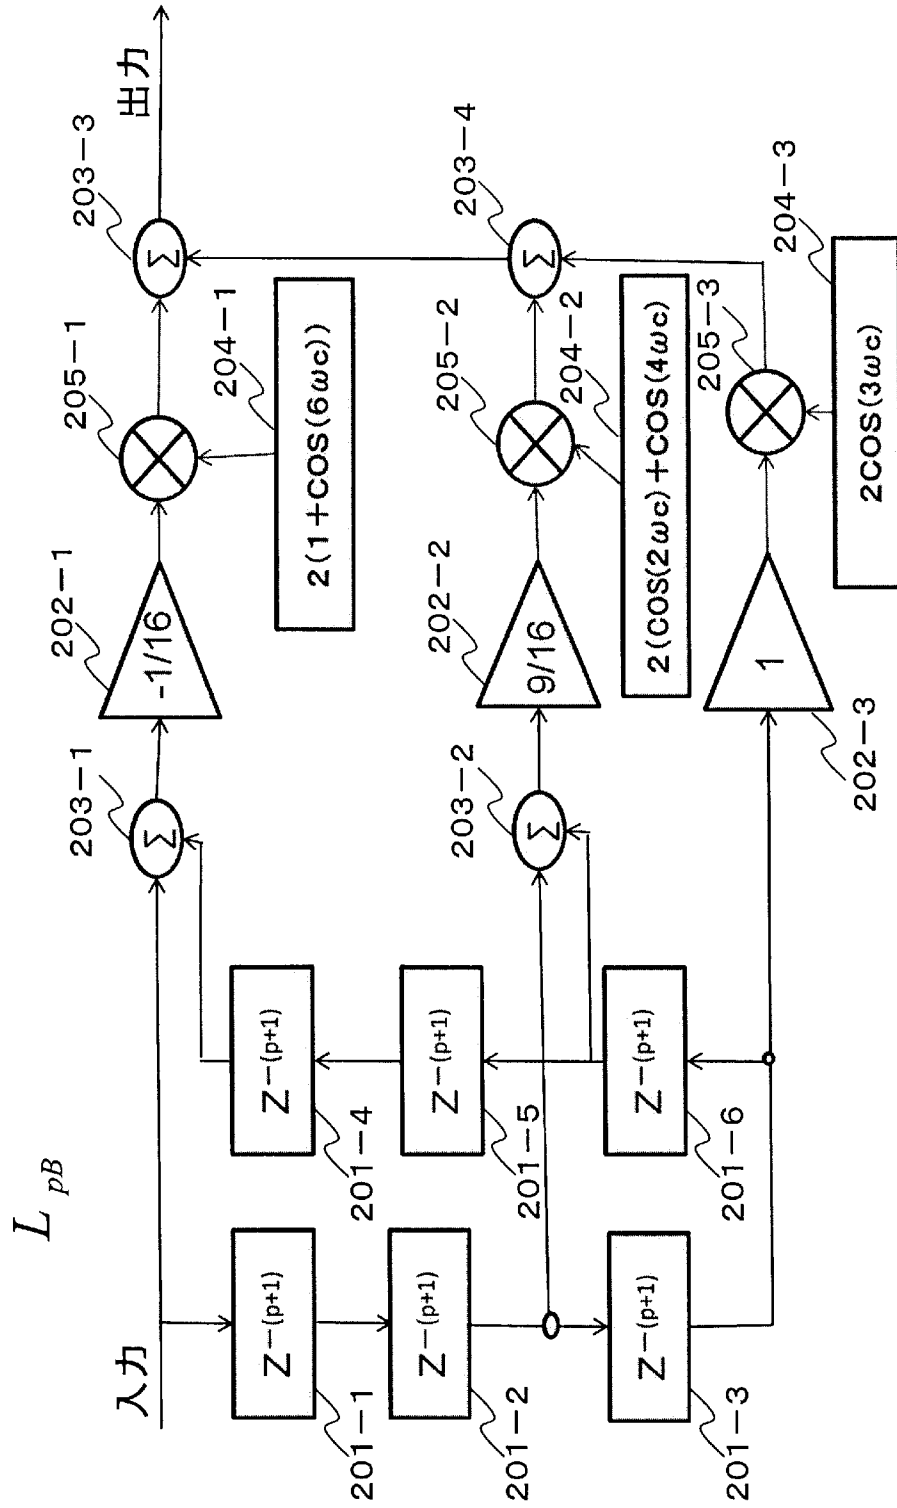 L pB
入力
出力
201-1
Z-(p+1)
201-2
Z-(p+1)
201-3
Z-(p+1)
201-4
Z-(p+1)
201-5
Z-(p+1)
201-6
Z-(p+1)
203-1
Σ
202-1
-1/16
205-1
204-1
2(1+COS(6ωc))
203-3
Σ
203-2
Σ
202-2
9/16
205-2
204-2
2(COS(2ωc)+COS(4ωc)
203-4
Σ
202-3
1
205-3
204-3
2COS(3ωc)